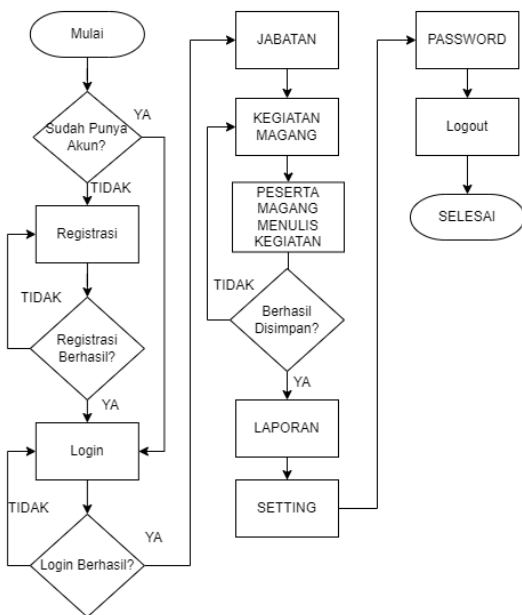 Mulai
Sudah Punya
Akun?
YA
TIDAK
Registrasi
TIDAK
Registrasi
Berhasil?
YA
Login
TIDAK
Login Berhasil?
YA
JABATAN
KEGIATAN
MAGANG
PESERTA
MAGANG
MENULIS
KEGIATAN
TIDAK
Berhasil
Disimpan?
YA
LAPORAN
SETTING
PASSWORD
Logout
SELESAI